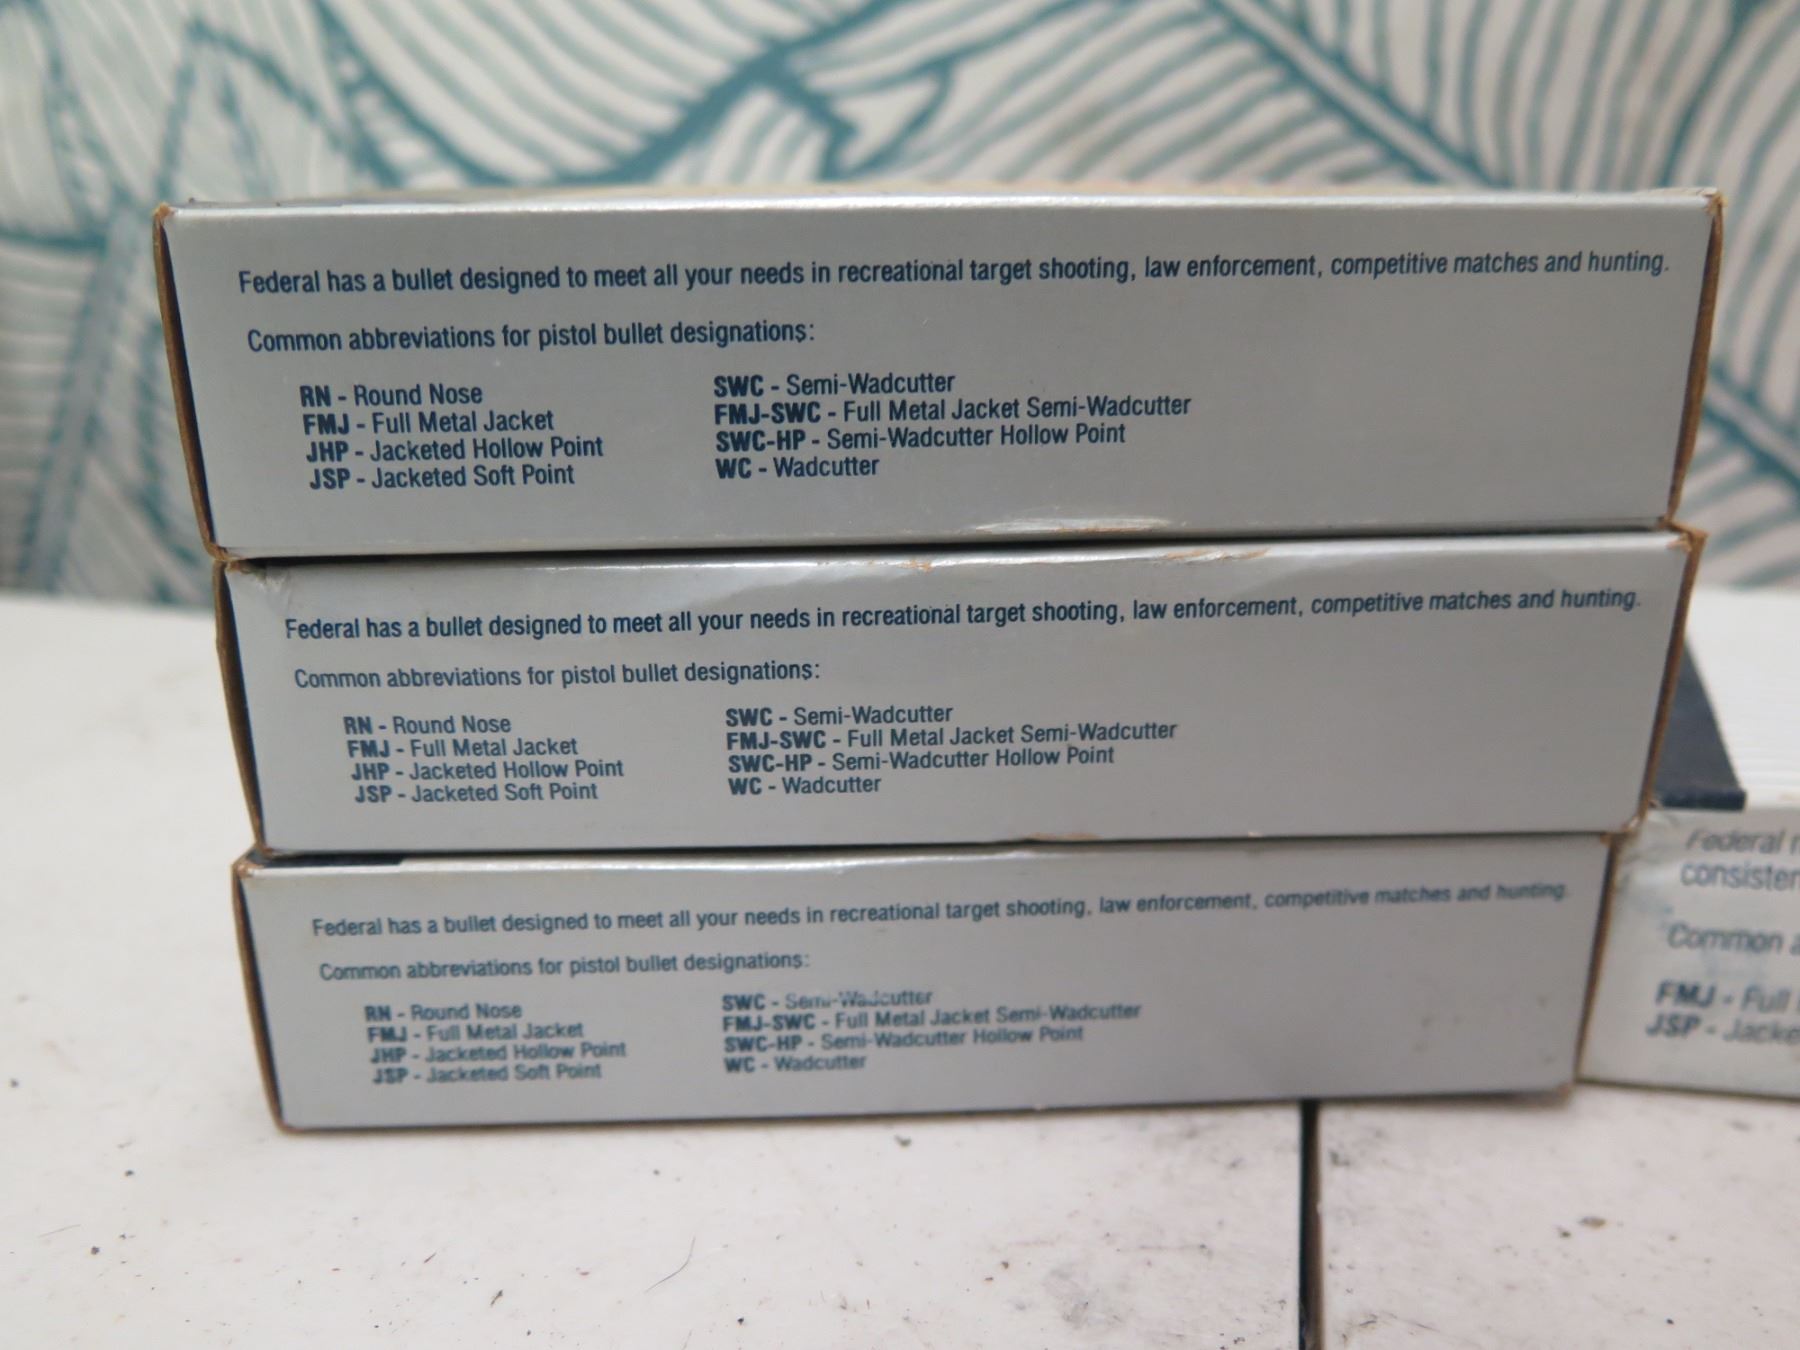 Federal has a bullet designed to meet all your needs in recreational target shooting, law enforcement, competitive matches and hunting.
Common abbreviations for pistol bullet designations:
RN - Round Nose
FMJ - Full Metal Jacket
JHP - Jacketed Hollow Point
JSP - Jacketed Soft Point
SWC - Semi-Wadcutter
FMJ-SWC - Full Metal Jacket Semi-Wadcutter
SWC-HP - Semi-Wadcutter Hollow Point
WC - Wadcutter
Federal has a bullet designed to meet all your needs in recreational target shooting, law enforcement, competitive matches and hunting.
Common abbreviations for pistol bullet designations:
RN - Round Nose
FMJ - Full Metal Jacket
JHP - Jacketed Hollow Point
JSP - Jacketed Soft Point
SWC - Semi-Wadcutter
FMJ-SWC - Full Metal Jacket Semi-Wadcutter
SWC-HP - Semi-Wadcutter Hollow Point
WC - Wadcutter
Federal has a bullet designed to meet all your needs in recreational target shooting, law enforcement, competitive matches and hunting.
Common abbreviations for pistol bullet designations:
RN - Round Nose
FMJ - Full Metal Jacket
JHP - Jacketed Hollow Point
JSP - Jacketed Soft Point
SWC - Semi-Wadcutter
FMJ-SWC - Full Metal Jacket Semi-Wadcutter
SWC-HP - Semi-Wadcutter Hollow Point
WC - Wadcutter
Federal
Common
FMJ - Full
JSP -